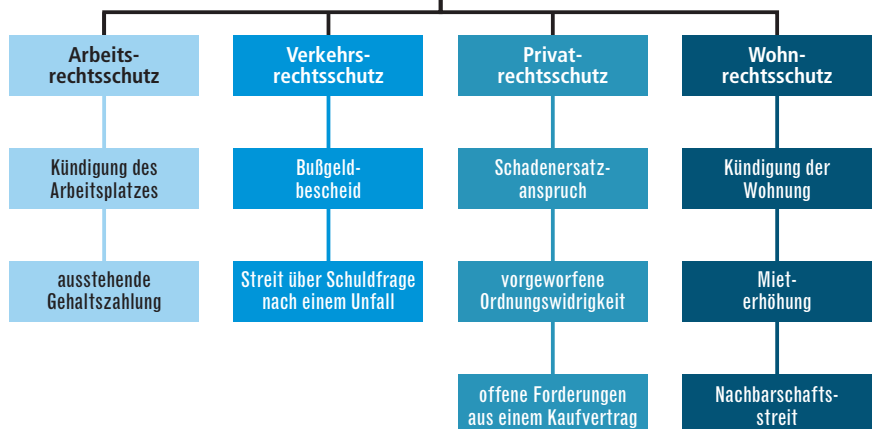 Arbeits-
rechtsschutz
Kündigung des
Arbeitsplatzes
ausstehende
Gehaltszahlung
Verkehrs-
rechtsschutz
Bußgeld-
bescheid
Streit über Schuldfrage
nach einem Unfall
Privat-
rechtsschutz
Schadenersatz-
anspruch
vorgeworfene
Ordnungswidrigkeit
offene Forderungen
aus einem Kaufvertrag
Wohn-
rechtsschutz
Kündigung der
Wohnung
Miet-
erhöhung
Nachbarschafts-
streit